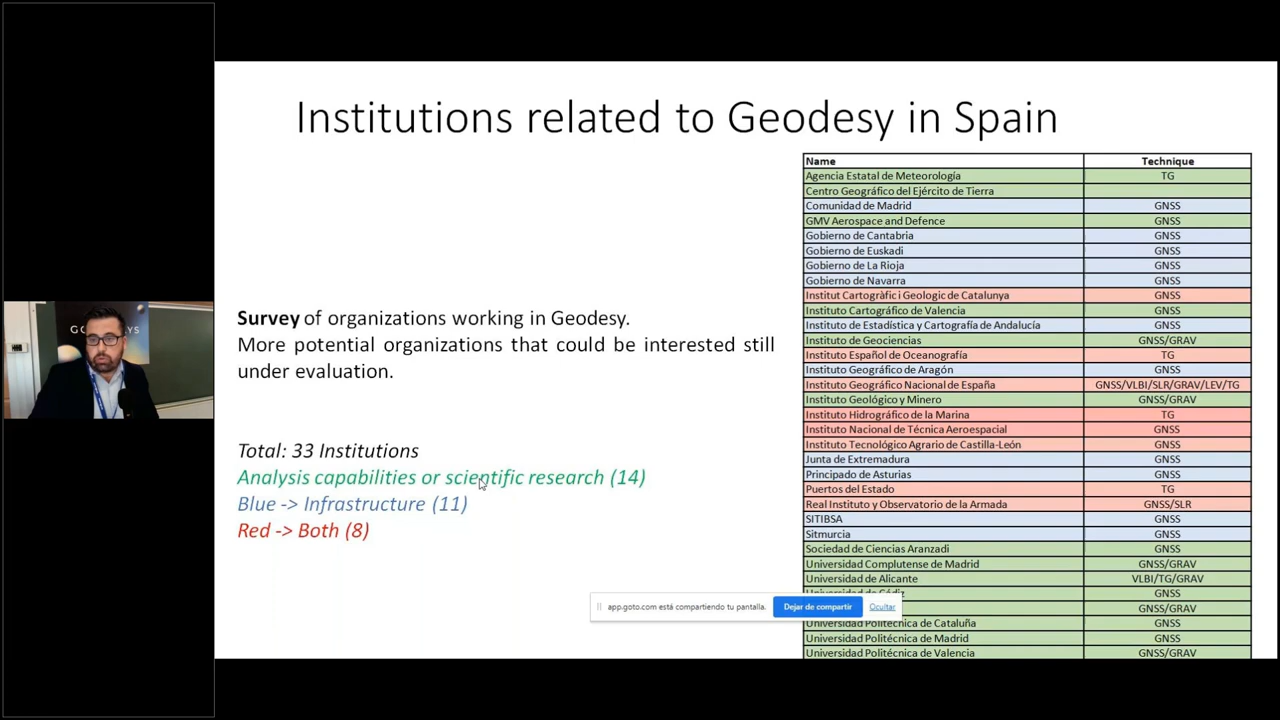 Institutions related to Geodesy in Spain
Survey of organizations working in Geodesy.
More potential organizations that could be interested still
under evaluation.
Total: 33 Institutions
Analysis capabilities or scientific research (14)
Blue -> Infrastructure (11)
Red -> Both (8)
Name Technique
Agencia Estatal de Meteorología TG
Centro Geográfico del Ejército de Tierra
Comunidad de Madrid GNSS
GMV Aerospace and Defence GNSS
Gobierno de Cantabria GNSS
Gobierno de Euskadi GNSS
Gobierno de La Rioja GNSS
Gobierno de Navarra GNSS
Institut Cartogràfic i Geologic de Catalunya GNSS
Instituto Cartográfico de Valencia GNSS
Instituto de Estadística y Cartografía de Andalucía GNSS
Instituto de Geociencias GNSS/GRAV
Instituto Español de Oceanografía TG
Instituto Geográfico de Aragón GNSS
Instituto Geográfico Nacional de España GNSS/VLBI/SLR/GRAV/LEV/TG
Instituto Geológico y Minero GNSS/GRAV
Instituto Hidrográfico de la Marina TG
Instituto Nacional de Técnica Aeroespacial GNSS
Instituto Tecnológico Agrario de Castilla-León GNSS
Junta de Extremadura GNSS
Principado de Asturias GNSS
Puertos del Estado TG
Real Instituto y Observatorio de la Armada GNSS/SLR
SITIBSA GNSS
Sitmurcia GNSS
Sociedad de Ciencias Aranzadi GNSS
Universidad Complutense de Madrid GNSS/GRAV
Universidad de Alicante VLBI/TG/GRAV
Universidad de Cádiz GNSS
GNSS/GRAV
Universidad Politécnica de Cataluña GNSS
Universidad Politécnica de Madrid GNSS
Universidad Politécnica de Valencia GNSS/GRAV
app.goto.com está compartiendo tu pantalla. Dejar de compartir Ocultar